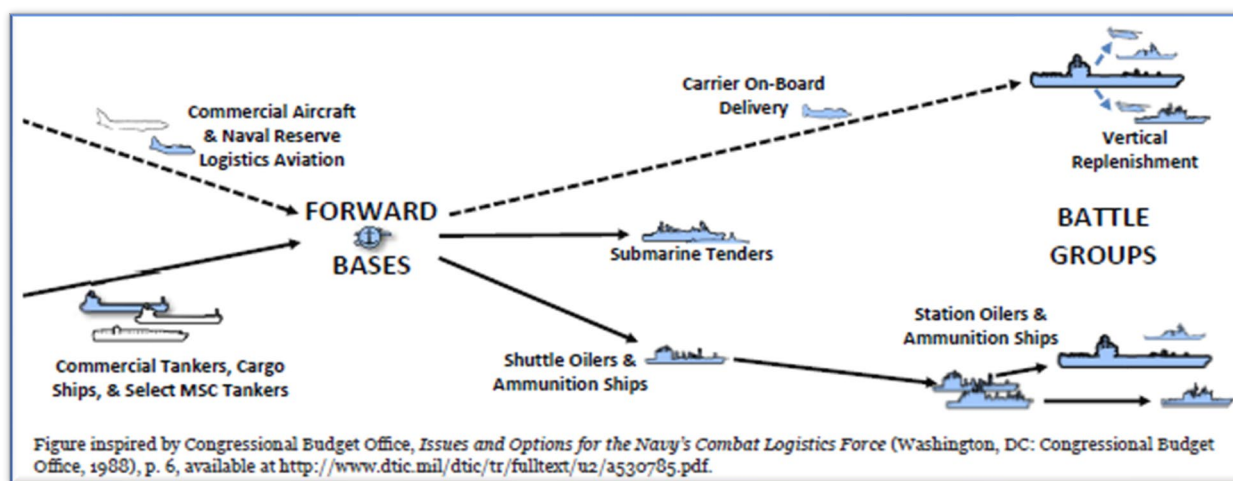 Commercial Aircraft
& Naval Reserve
Logistics Aviation
Carrier On-Board
Delivery
Vertical
Replenishment
FORWARD
BASES
BATTLE
GROUPS
Submarine Tenders
Commercial Tankers, Cargo
Ships, & Select MSC Tankers
Shuttle Oilers &
Ammunition Ships
Station Oilers &
Ammunition Ships
Figure inspired by Congressional Budget Office, Issues and Options for the Navy's Combat Logistics Force (Washington, DC: Congressional Budget
Office, 1988), p. 6, available at http://www.dtic.mil/dtic/tr/fulltext/u2/a530785.pdf.